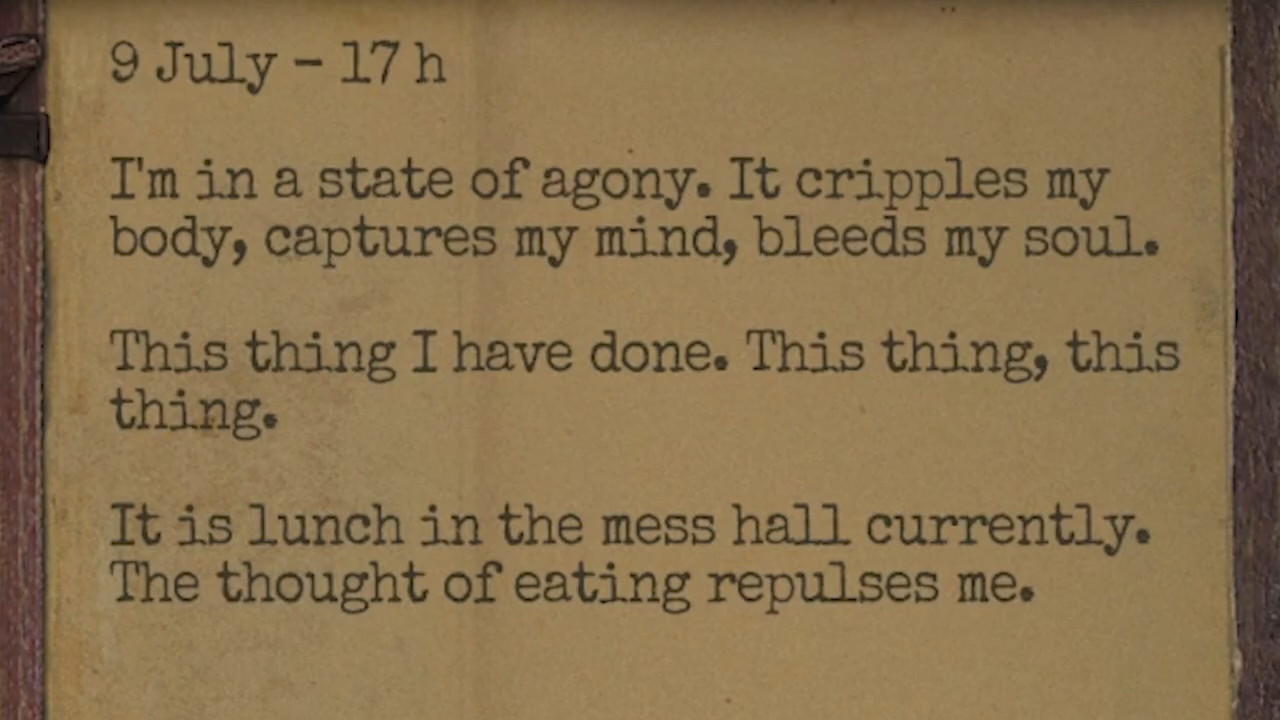 9 July - 17 h
I'm in a state of agony. It cripples my
body, captures my mind, bleeds my soul.
This thing I have done. This thing, this
thing.
It is lunch in the mess hall currently.
The thought of eating repulses me.